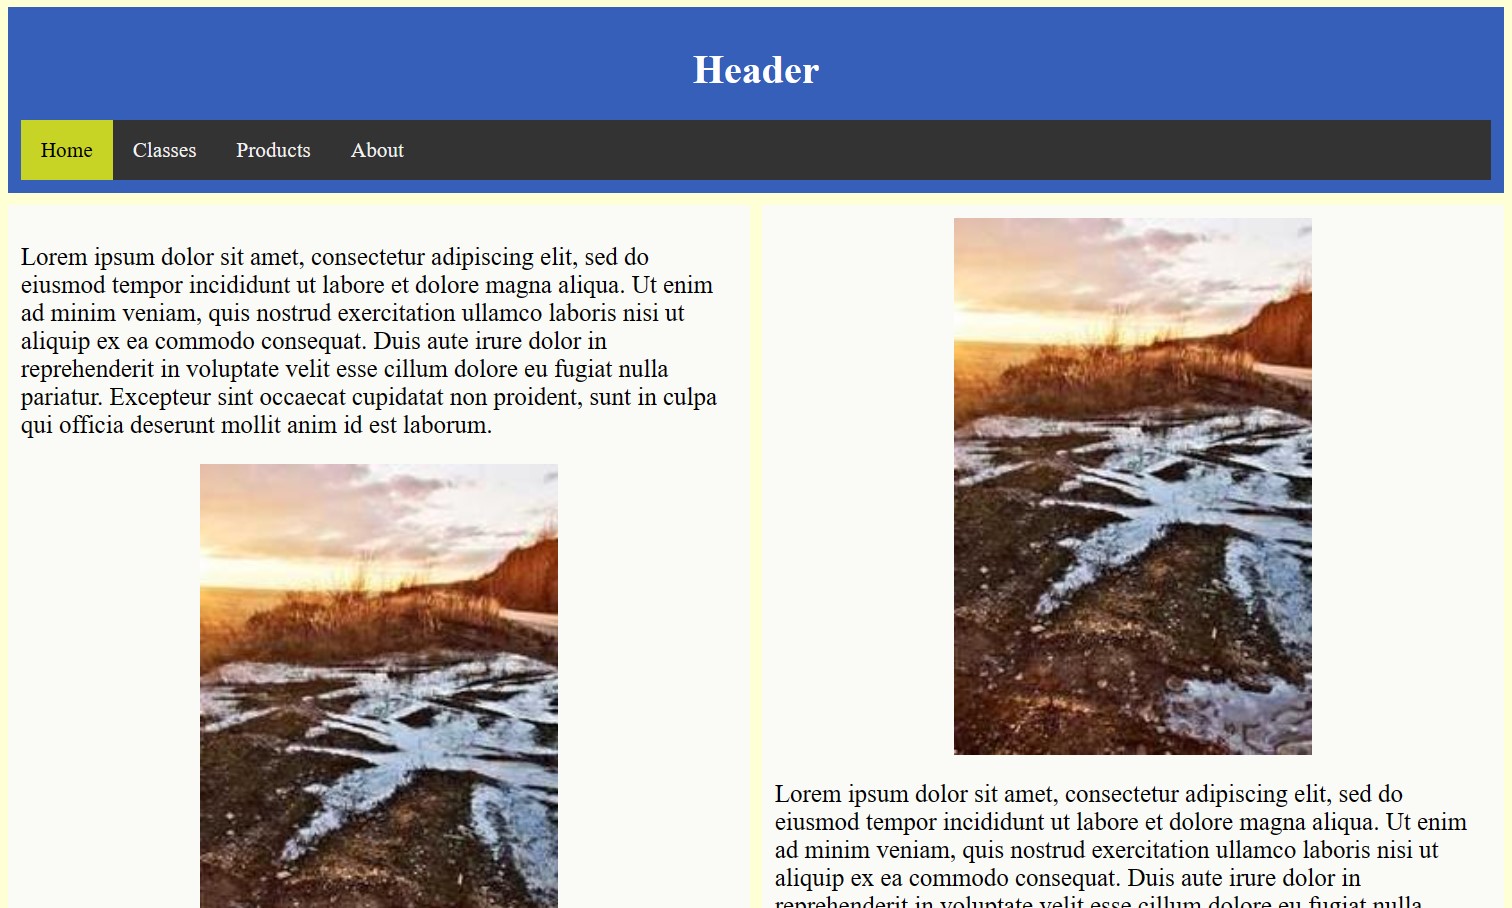 Header
Home Classes Products About
Lorem ipsum dolor sit amet, consectetur adipiscing elit, sed do
eiusmod tempor incididunt ut labore et dolore magna aliqua. Ut enim
ad minim veniam, quis nostrud exercitation ullamco laboris nisi ut
aliquip ex ea commodo consequat. Duis aute irure dolor in
reprehenderit in voluptate velit esse cillum dolore eu fugiat nulla
pariatur. Excepteur sint occaecat cupidatat non proident, sunt in culpa
qui officia deserunt mollit anim id est laborum.
Lorem ipsum dolor sit amet, consectetur adipiscing elit, sed do
eiusmod tempor incididunt ut labore et dolore magna aliqua. Ut enim
ad minim veniam, quis nostrud exercitation ullamco laboris nisi ut
aliquip ex ea commodo consequat. Duis aute irure dolor in
reprehenderit in voluptate velit esse cillum dolore eu fugiat nulla